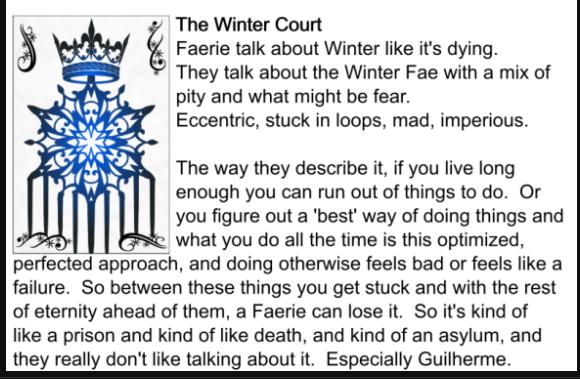 The Winter Court
Faerie talk about Winter like it's dying.
They talk about the Winter Fae with a mix of
pity and what might be fear.
Eccentric, stuck in loops, mad, imperious.
The way they describe it, if you live long
enough you can run out of things to do.  Or
you figure out a 'best' way of doing things and
what you do all the time is this optimized,
perfected approach, and doing otherwise feels bad or feels like a
failure.  So between these things you get stuck and with the rest
of eternity ahead of them, a Faerie can lose it.  So it's kind of
like a prison and kind of like death, and kind of an asylum, and
they really don't like talking about it.  Especially Guilherme.